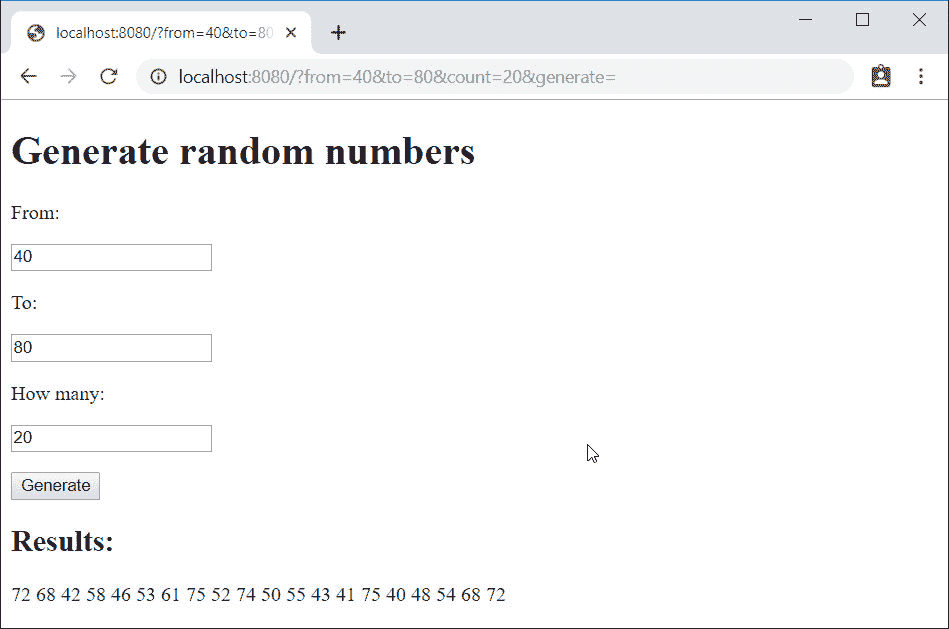 localhost:8080/?from=40&to=80
localhost:8080/?from=40&to=80&count=20&generate=
Generate random numbers
From:
40
To:
80
How many:
20
Generate
Results:
72 68 42 58 46 53 61 75 52 74 50 55 43 41 75 40 48 54 68 72